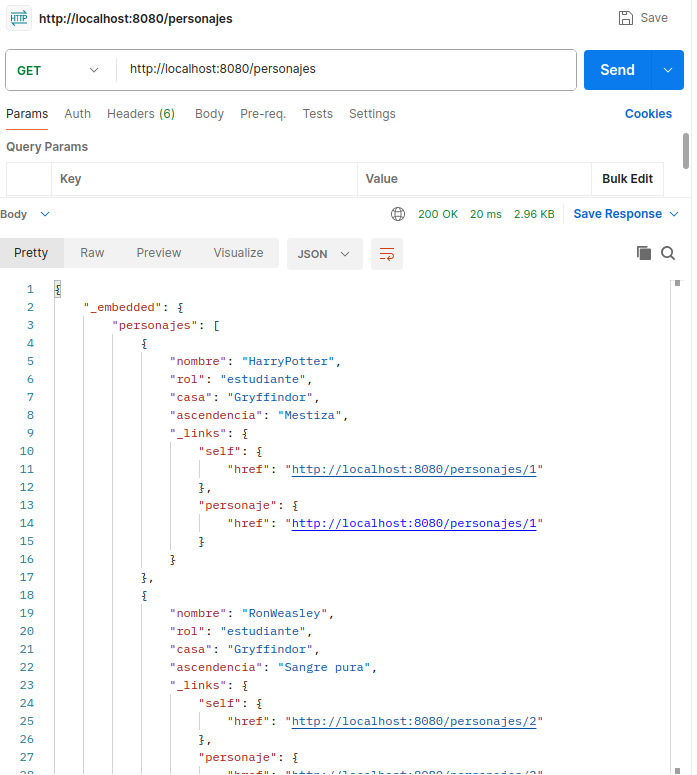 HTTP http://localhost:8080/personajes Save
GET http://localhost:8080/personajes Send
Params Auth Headers (6) Body Pre-req. Tests Settings Cookies
Query Params
Key Value Bulk Edit
Body 200 OK 20 ms 2.96 KB Save Response
Pretty Raw Preview Visualize JSON
1 {
2 "_embedded": {
3 "personajes": [
4 {
5 "nombre": "HarryPotter",
6 "rol": "estudiante",
7 "casa": "Gryffindor",
8 "ascendencia": "Mestiza",
9 "_links": {
10 "self": {
11 "href": "http://localhost:8080/personajes/1"
12 },
13 "personaje": {
14 "href": "http://localhost:8080/personajes/1"
15 }
16 }
17 },
18 {
19 "nombre": "RonWeasley",
20 "rol": "estudiante",
21 "casa": "Gryffindor",
22 "ascendencia": "Sangre pura",
23 "_links": {
24 "self": {
25 "href": "http://localhost:8080/personajes/2"
26 },
27 "personaje": {
28 "href": "http://localhost:8080/personajes/2"